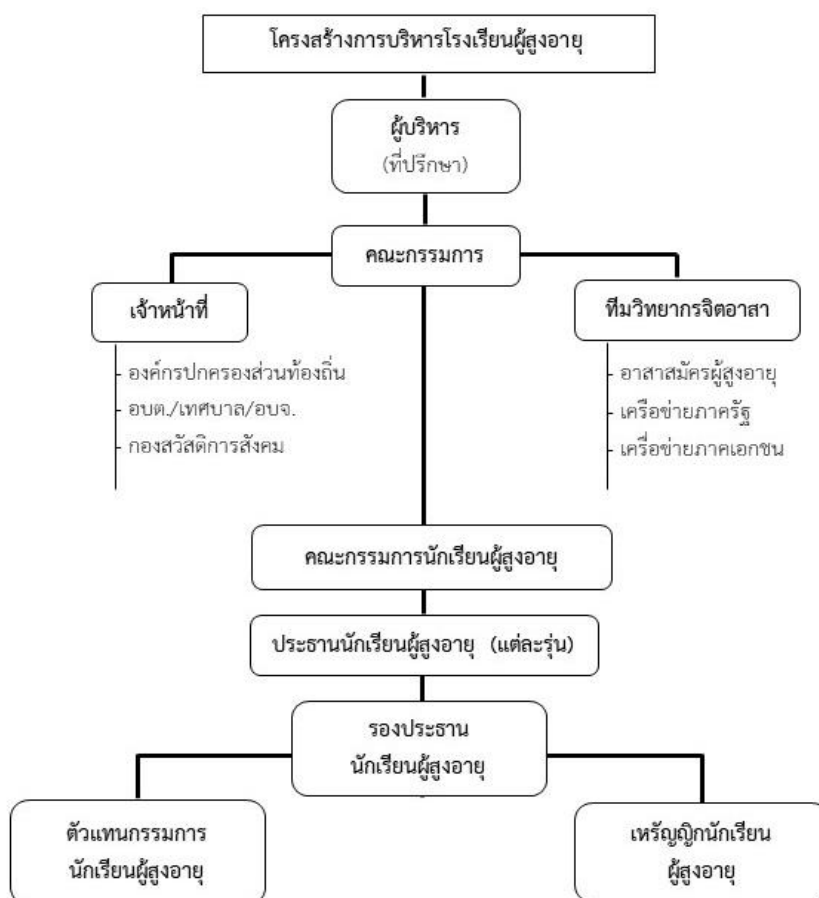 โครงสร้างการบริหารโรงเรียนผู้สูงอายุ
ผู้บริหาร
(ที่ปรึกษา)
คณะกรรมการ
เจ้าหน้าที่
- องค์กรปกครองส่วนท้องถิ่น
- อบต./เทศบาล/อบจ.
- กองสวัสดิการสังคม
ทีมวิทยากรจิตอาสา
- อาสาสมัครผู้สูงอายุ
- เครือข่ายภาครัฐ
- เครื่อข่ายภาคเอกชน
คณะกรรมการนักเรียนผู้สูงอายุ
ประธานนักเรียนผู้สูงอายุ (แต่ละรุ่น)
รองประธาน
นักเรียนผู้สูงอายุ
ตัวแทนกรรมการ
นักเรียนผู้สูงอายุ
เหรัญญิกนักเรียน
ผู้สูงอายุ